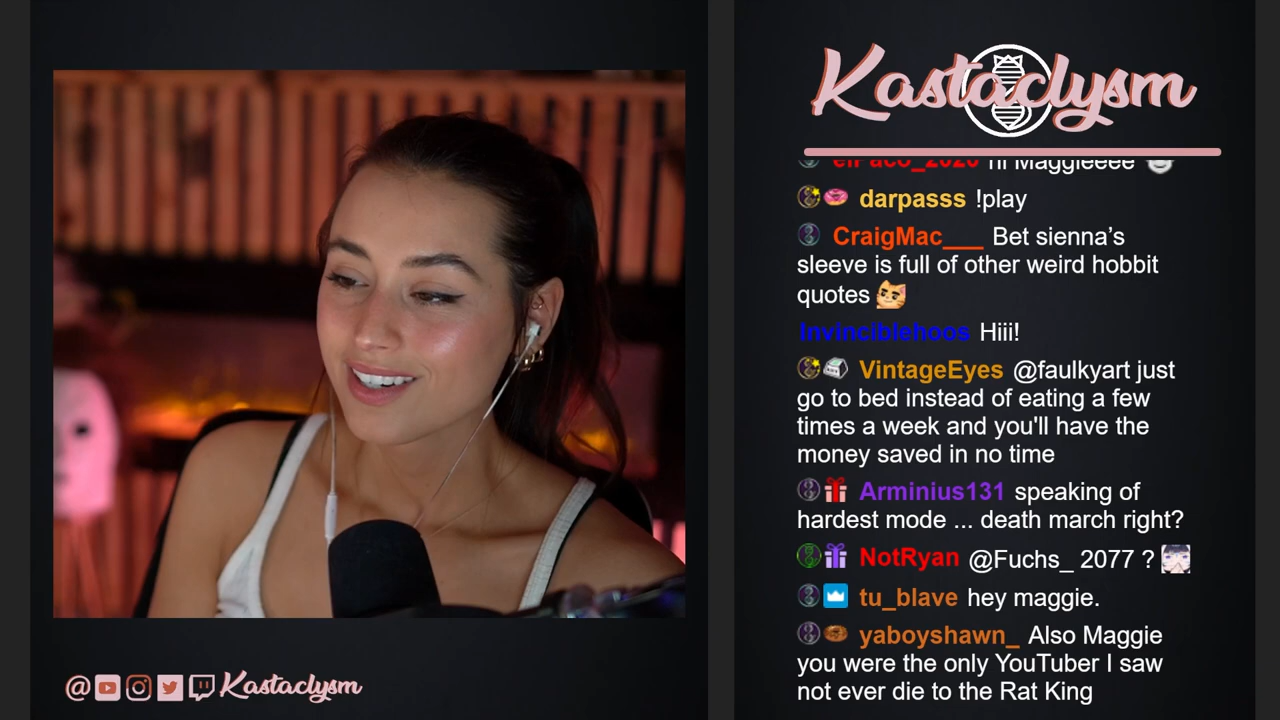 Kastaclysm
elPaco_2020 hi Maggieeee
darpasss !play
CraigMac___ Bet sienna’s
sleeve is full of other weird hobbit
quotes
Invinciblehoos Hiii!
VintageEyes @faulkyart just
go to bed instead of eating a few
times a week and you'll have the
money saved in no time
Arminius131 speaking of
hardest mode ... death march right?
NotRyan @Fuchs_ 2077 ?
tu_blave hey maggie.
yaboyshawn_ Also Maggie
you were the only YouTuber I saw
not ever die to the Rat King
@ Kastaclysm